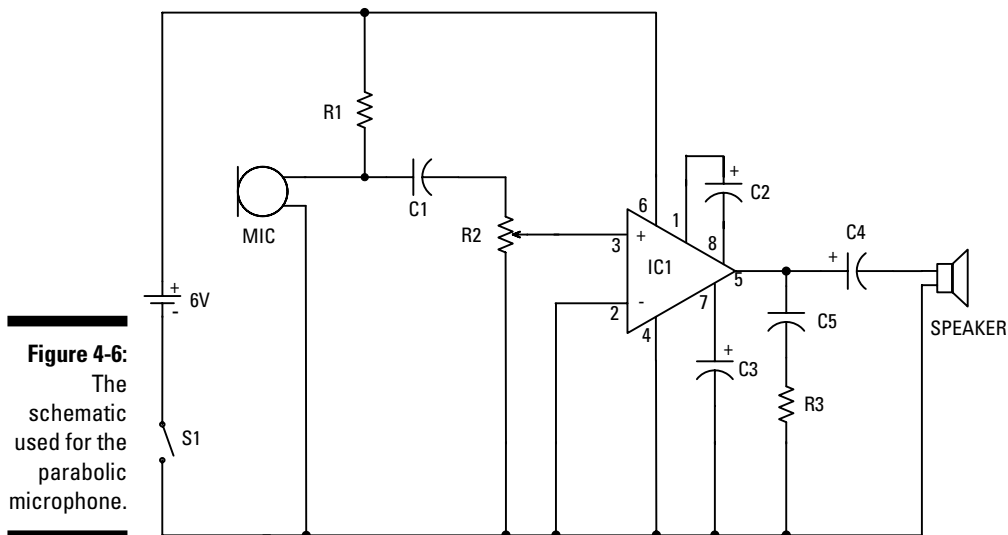 R1
MIC
C1
R2
6
3
+
IC1
-
2
4
1
+
C2
8
5
7
+
C3
C4
+
C5
R3
SPEAKER
+
6V
-
S1
Figure 4-6:
The
schematic
used for the
parabolic
microphone.